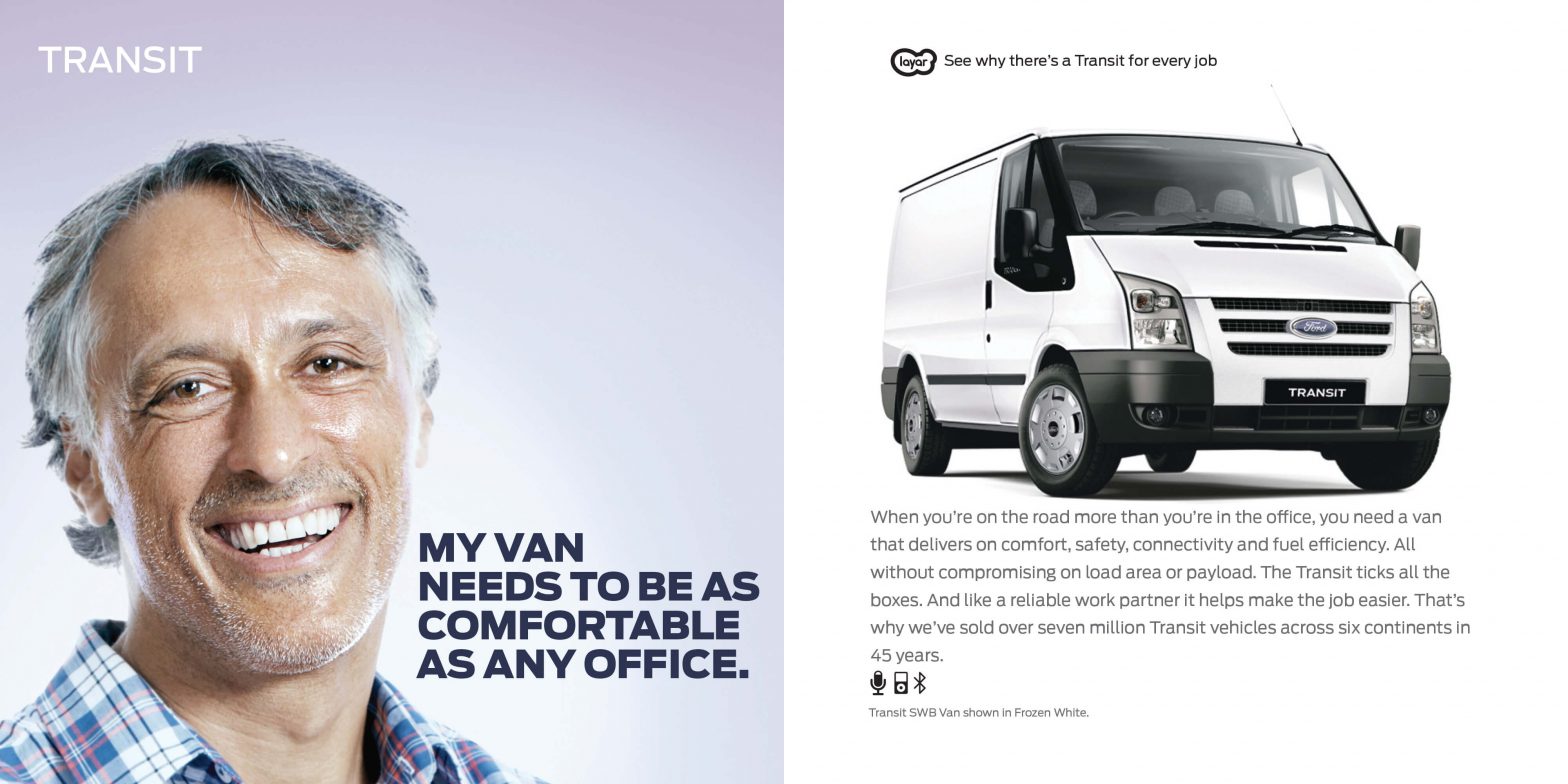 TRANSIT
MY VAN
NEEDS TO BE AS
COMFORTABLE
AS ANY OFFICE.
layar See why there's a Transit for every job
Ford
TRANSIT
When you're on the road more than you're in the office, you need a van
that delivers on comfort, safety, connectivity and fuel efficiency. All
without compromising on load area or payload. The Transit ticks all the
boxes. And like a reliable work partner it helps make the job easier. That's
why we've sold over seven million Transit vehicles across six continents in
45 years.
Transit SWB Van shown in Frozen White.